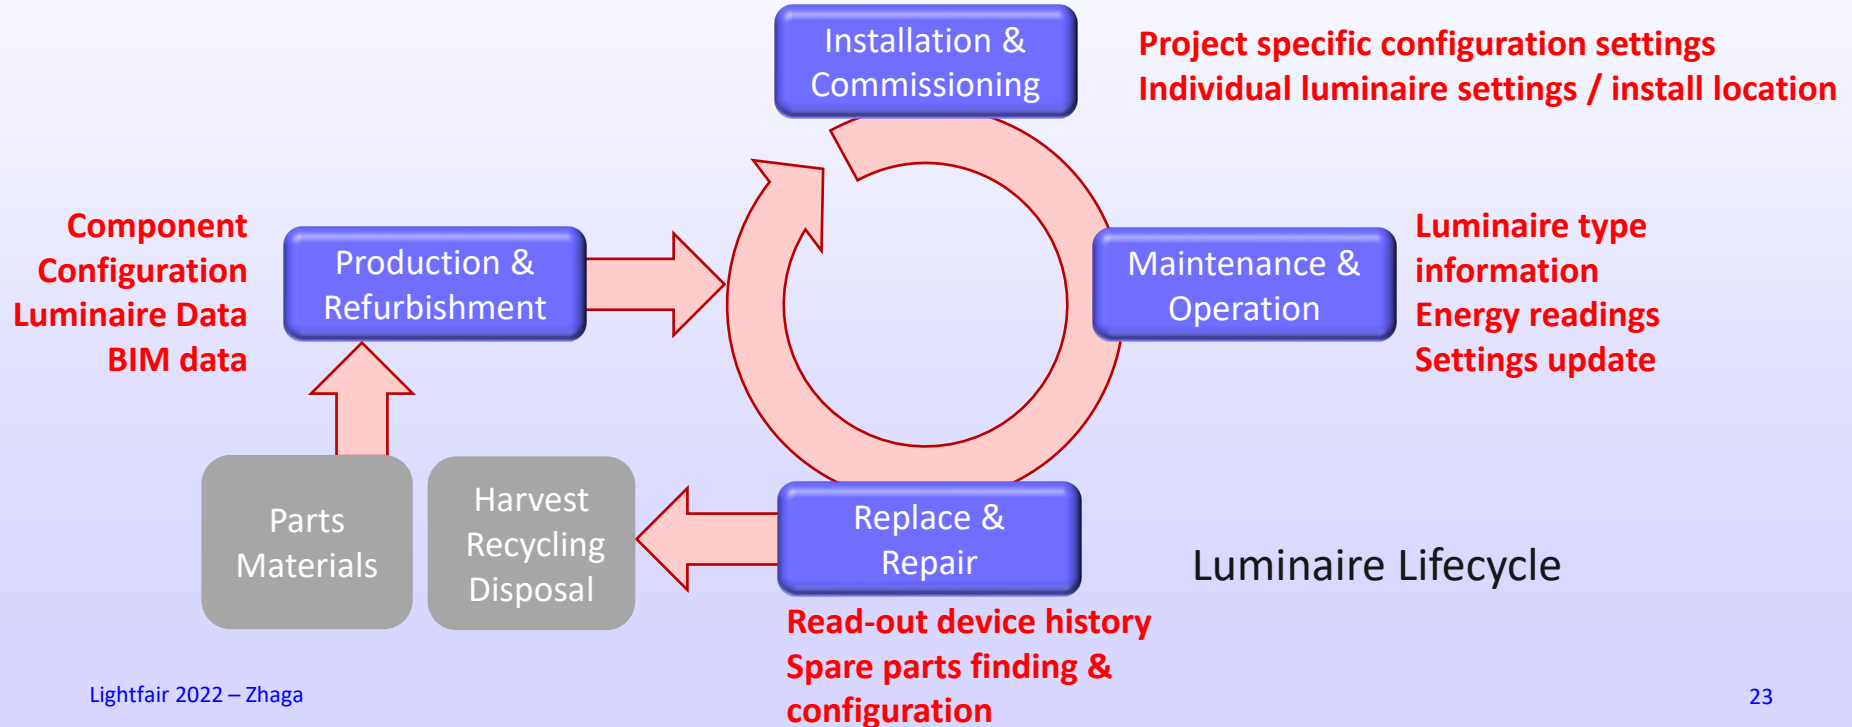 Installation &
Commissioning
Project specific configuration settings
Individual luminaire settings / install location
Component
Configuration
Luminaire Data
BIM data
Production &
Refurbishment
Maintenance &
Operation
Luminaire type
information
Energy readings
Settings update
Parts
Materials
Harvest
Recycling
Disposal
Replace &
Repair
Luminaire Lifecycle
Read-out device history
Spare parts finding &
configuration
Lightfair 2022 – Zhaga
23